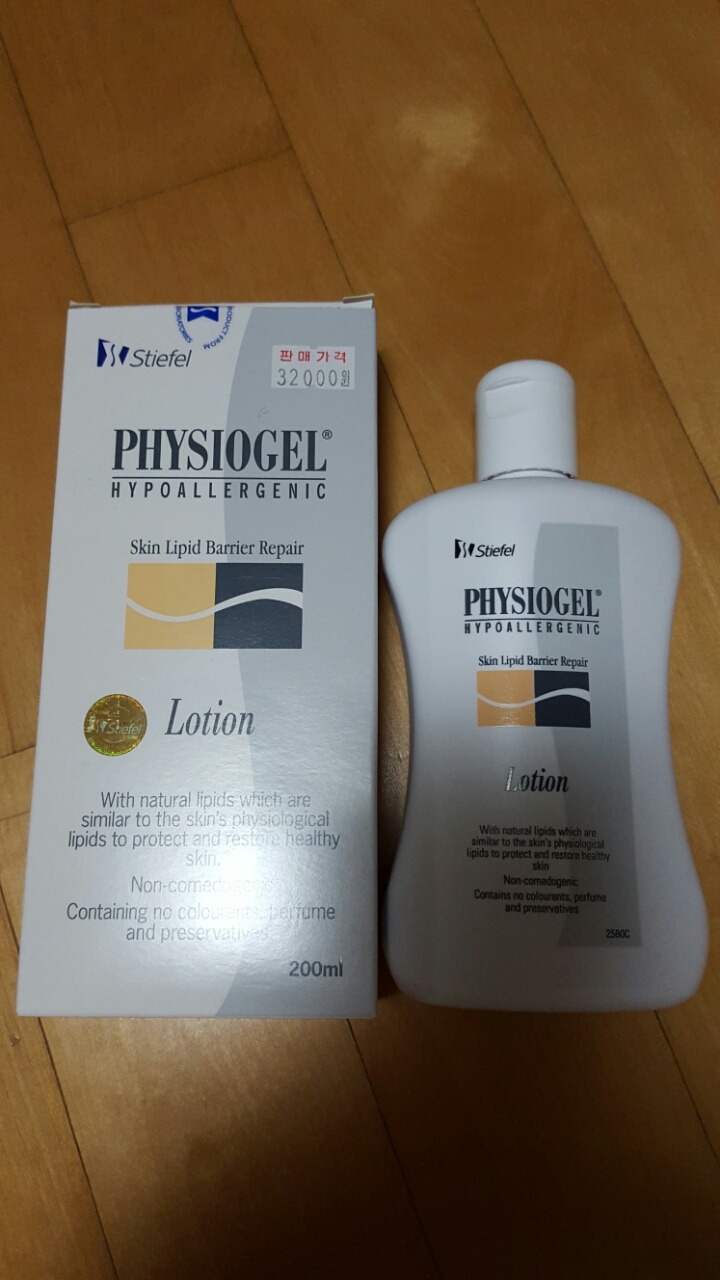 PRODUCT FROM
Stiefel
판매가격
32000원
PHYSIOGEL®
HYPOALLERGENIC
Skin Lipid Barrier Repair
Stiefel
Lotion
With natural lipids which are
similar to the skin's physiological
lipids to protect and restore healthy
skin.
Non-comedogenic
Containing no colourants, perfume
and preservatives
200ml
Stiefel
PHYSIOGEL®
HYPOALLERGENIC
Skin Lipid Barrier Repair
Lotion
With natural lipids which are
similar to the skin's physiological
lipids to protect and restore healthy
skin
Non-comedogenic
Contains no colourants, perfume
and preservatives
2580C